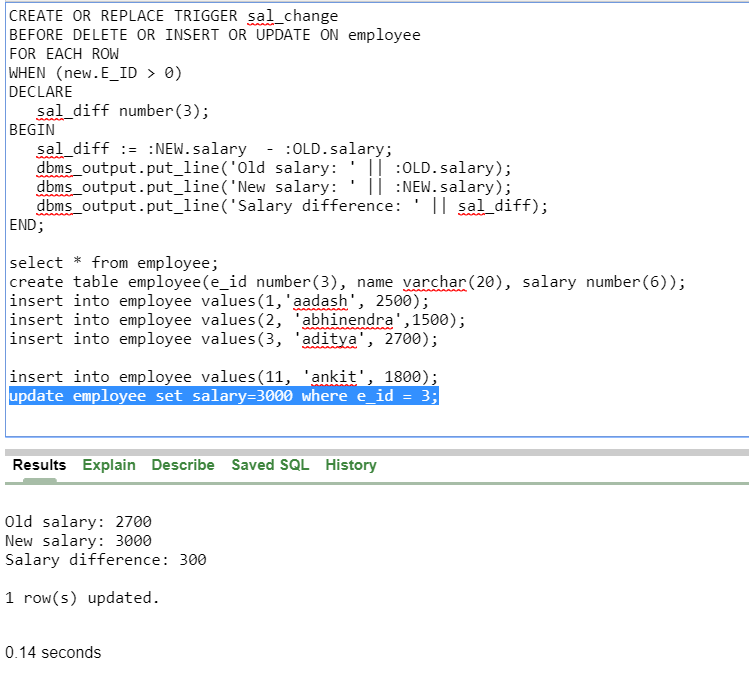 CREATE OR REPLACE TRIGGER sal_change
BEFORE DELETE OR INSERT OR UPDATE ON employee
FOR EACH ROW
WHEN (new.E_ID > 0)
DECLARE
   sal_diff number(3);
BEGIN
   sal_diff := :NEW.salary  - :OLD.salary;
   dbms_output.put_line('Old salary: ' || :OLD.salary);
   dbms_output.put_line('New salary: ' || :NEW.salary);
   dbms_output.put_line('Salary difference: ' || sal_diff);
END;
select * from employee;
create table employee(e_id number(3), name varchar(20), salary number(6));
insert into employee values(1,'aadash', 2500);
insert into employee values(2, 'abhinendra',1500);
insert into employee values(3, 'aditya', 2700);
insert into employee values(11, 'ankit', 1800);
update employee set salary=3000 where e_id = 3;
Results Explain Describe Saved SQL History
Old salary: 2700
New salary: 3000
Salary difference: 300
1 row(s) updated.
0.14 seconds